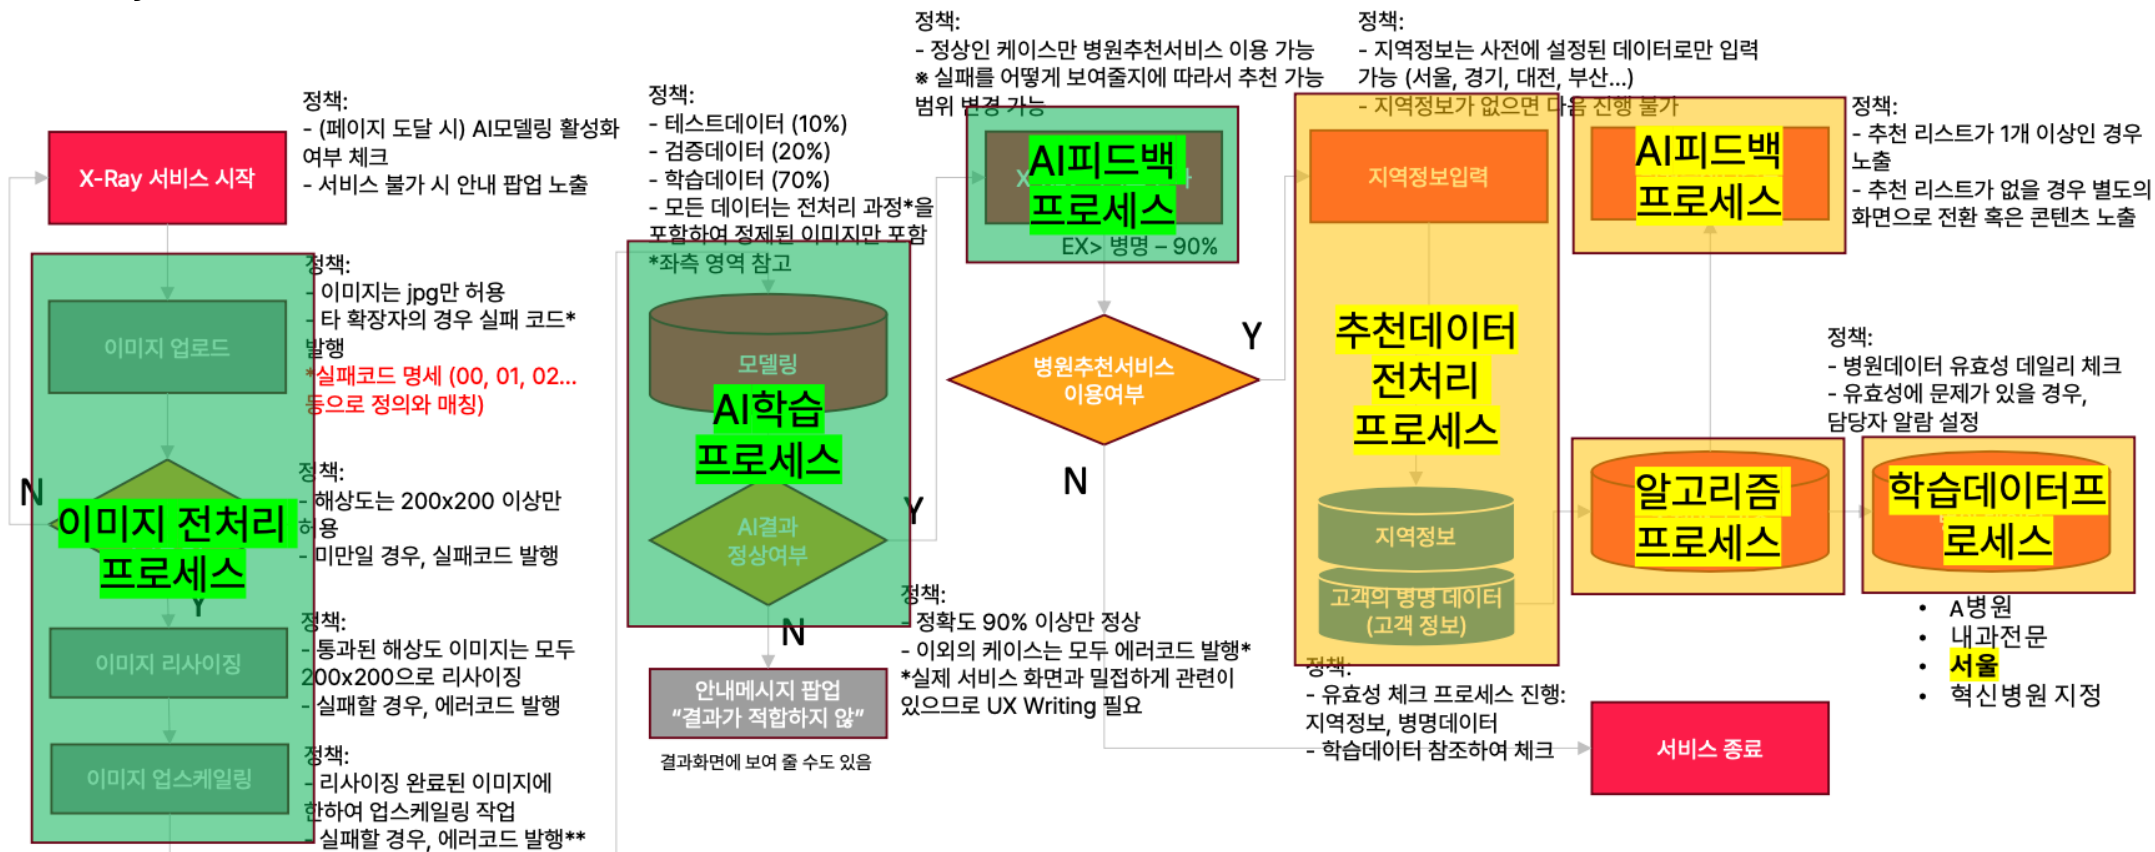 정책:
- (페이지 도달 시) AI모델링 활성화
여부 체크
- 서비스 불가 시 안내 팝업 노출
X-Ray 서비스 시작
정책:
- 이미지는 jpg만 허용
- 타 확장자의 경우 실패 코드*
발행
*실패코드 명세 (00, 01, 02...
등으로 정의와 매칭)
이미지 업로드
정책:
- 해상도는 200x200 이상만
허용
- 미만일 경우, 실패코드 발행
N
이미지 전처리
프로세스
Y
정책:
- 통과된 해상도 이미지는 모두
200x200으로 리사이징
- 실패할 경우, 에러코드 발행
이미지 리사이징
정책:
- 리사이징 완료된 이미지에
한하여 업스케일링 작업
- 실패할 경우, 에러코드 발행**
이미지 업스케일링
정책:
- 테스트데이터 (10%)
- 검증데이터 (20%)
- 학습데이터 (70%)
- 모든 데이터는 전처리 과정*을
포함하여 정제된 이미지만 포함
*좌측 영역 참고
모델링
AI학습
프로세스
AI결과
정상여부
Y
N
안내메시지 팝업
“결과가 적합하지 않”
결과화면에 보여 줄 수도 있음
정책:
- 정확도 90% 이상만 정상
- 이외의 케이스는 모두 에러코드 발행*
*실제 서비스 화면과 밀접하게 관련이
있으므로 UX Writing 필요
정책:
- 정상인 케이스만 병원추천서비스 이용 가능
※ 실패를 어떻게 보여줄지에 따라서 추천 가능
범위 변경 가능
AI피드백
프로세스
EX> 병명 – 90%
병원추천서비스
이용여부
Y
N
정책:
- 지역정보는 사전에 설정된 데이터로만 입력
가능 (서울, 경기, 대전, 부산...)
- 지역정보가 없으면 다음 진행 불가
지역정보입력
추천데이터
전처리
프로세스
지역정보
고객의 병명 데이터
(고객 정보)
정책:
- 유효성 체크 프로세스 진행:
지역정보, 병명데이터
- 학습데이터 참조하여 체크
AI피드백
프로세스
정책:
- 추천 리스트가 1개 이상인 경우
노출
- 추천 리스트가 없을 경우 별도의
화면으로 전환 혹은 콘텐츠 노출
정책:
- 병원데이터 유효성 데일리 체크
- 유효성에 문제가 있을 경우,
담당자 알람 설정
알고리즘
프로세스
학습데이터프
로세스
• A병원
• 내과전문
• 서울
• 혁신병원 지정
서비스 종료